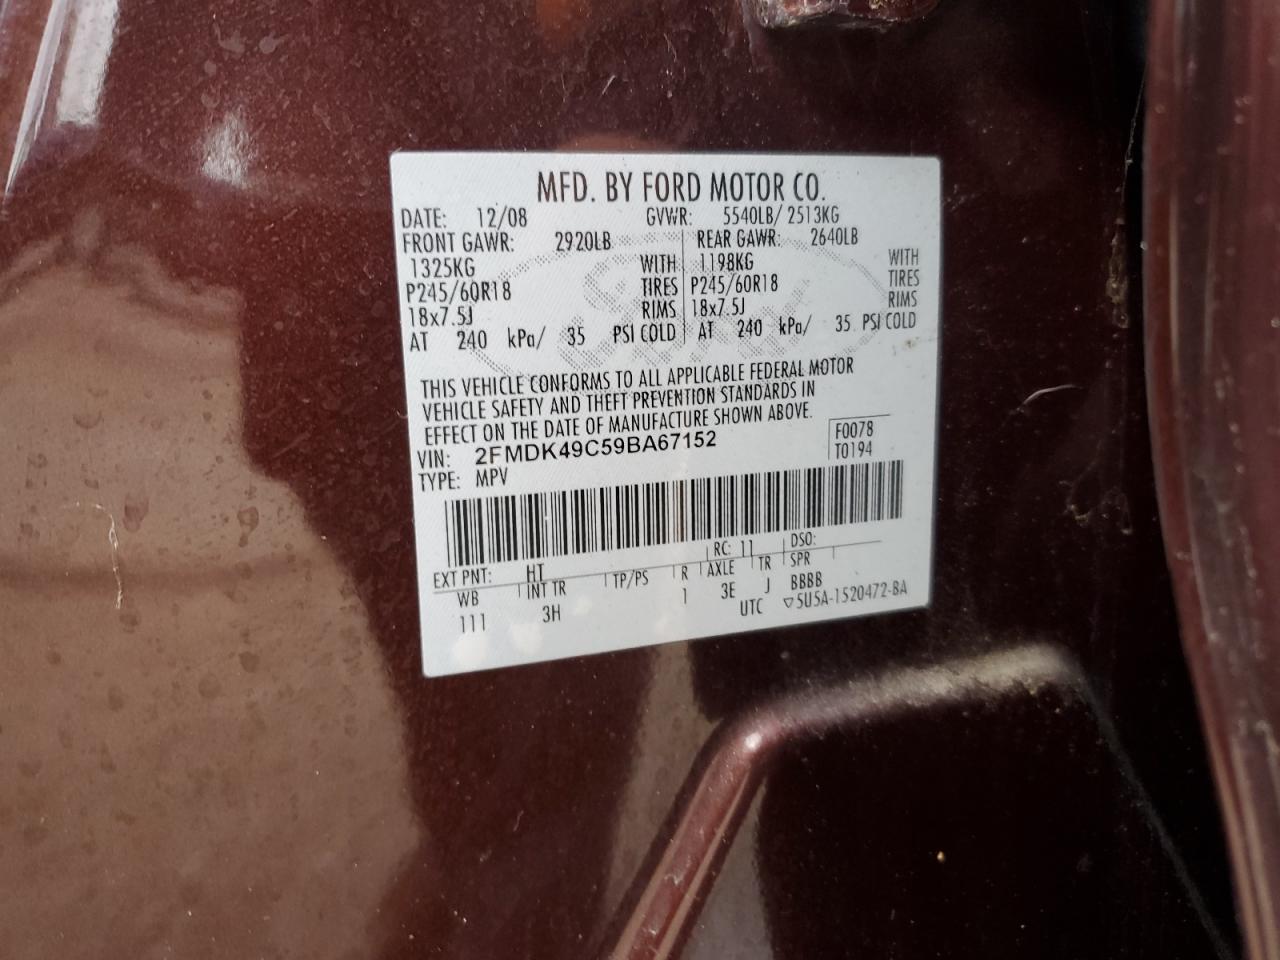 MFD. BY FORD MOTOR CO.
DATE: 12/08 GVWR: 5540LB/ 2513KG
FRONT GAWR: 2920LB REAR GAWR: 2640LB
1325KG WITH 1198KG WITH
P245/60R18 TIRES P245/60R18 TIRES
18x7.5J RIMS 18x7.5J RIMS
AT 240 kPa/ 35 PSI COLD AT 240 kPa/ 35 PSI COLD
THIS VEHICLE CONFORMS TO ALL APPLICABLE FEDERAL MOTOR
VEHICLE SAFETY AND THEFT PREVENTION STANDARDS IN
EFFECT ON THE DATE OF MANUFACTURE SHOWN ABOVE.
VIN: 2FMDK49C59BA67152 F0078
TYPE: MPV T0194
EXT PNT: HT RC: 11 DSO:
WB INT TR TP/PS R AXLE TR SPR
111 3H 1 3E J BBBB
UTC ▽5U5A-1520472-BA